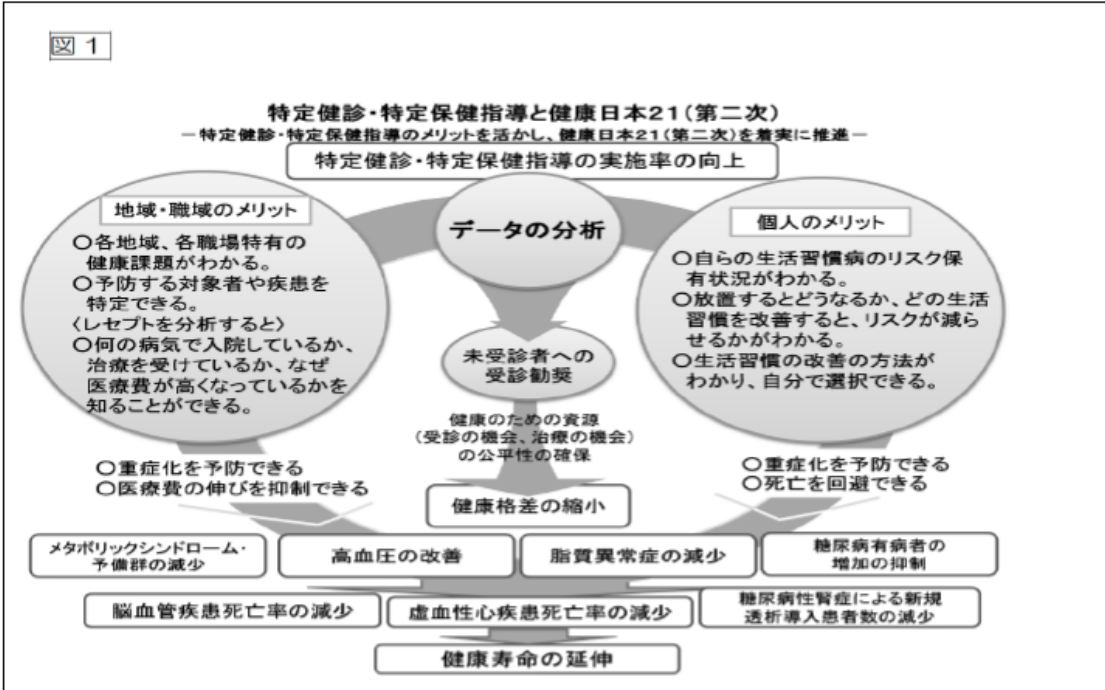 図 1
特定健診・特定保健指導と健康日本21（第二次）
－特定健診・特定保健指導のメリットを活かし、健康日本21（第二次）を着実に推進－
特定健診・特定保健指導の実施率の向上
地域・職域のメリット
○各地域、各職場特有の
健康課題がわかる。
○予防する対象者や疾患を
特定できる。
〈レセプトを分析すると〉
○何の病気で入院しているか、
治療を受けているか、なぜ
医療費が高くなっているかを
知ることができる。
データの分析
個人のメリット
○自らの生活習慣病のリスク保
有状況がわかる。
○放置するとどうなるか、どの生活
習慣を改善すると、リスクが減ら
せるかがわかる。
○生活習慣の改善の方法が
わかり、自分で選択できる。
未受診者への
受診勧奨
健康のための資源
（受診の機会、治療の機会）
の公平性の確保
○重症化を予防できる
○医療費の伸びを抑制できる
○重症化を予防できる
○死亡を回避できる
健康格差の縮小
メタボリックシンドローム・
予備群の減少
高血圧の改善
脂質異常症の減少
糖尿病有病者の
増加の抑制
脳血管疾患死亡率の減少
虚血性心疾患死亡率の減少
糖尿病性腎症による新規
透析導入患者数の減少
健康寿命の延伸